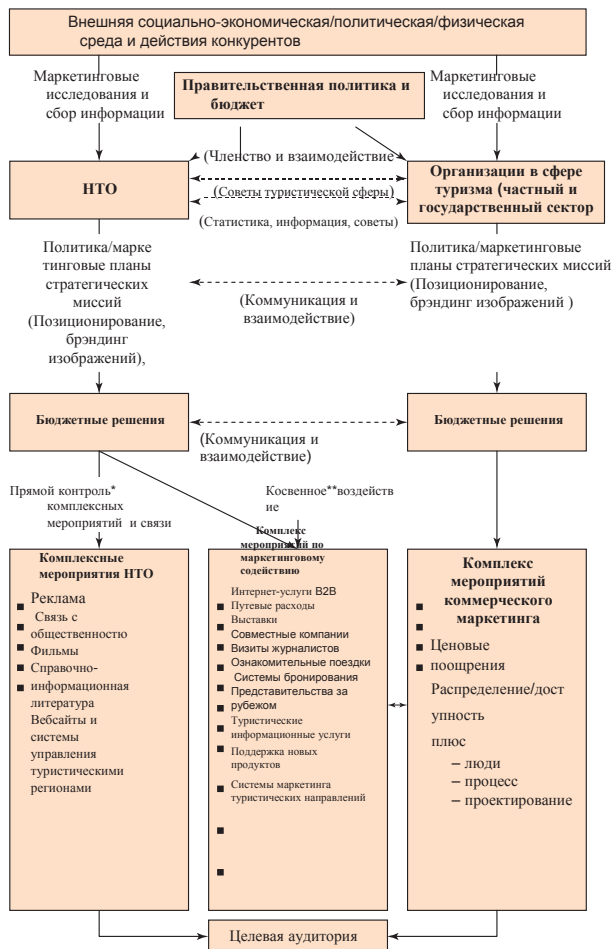 Внешняя социально-экономическая/политическая/физическая
среда и действия конкурентов
Маркетинговые
исследования и
сбор информации
Правительственная политика и
бюджет
Маркетинговые
исследования и
сбор информации
НТО
(Членство и взаимодействие
(Советы туристической сферы)
(Статистика, информация, советы)
Организации в сфере
туризма (частный и
государственный сектор
Политика/марке
тинговые планы
стратегических
миссий
(Позиционирование,
брэндинг
изображений),
(Коммуникация и
взаимодействие)
Политика/маркетинговые
планы стратегических миссий
(Позиционирование,
брэндинг изображений )
Бюджетные решения
(Коммуникация и
взаимодействие)
Бюджетные решения
Прямой контроль*
комплексных
мероприятий и связи
Косвенное**воздейств
ие
Комплексные
мероприятия НТО
Реклама
Связь с
общественностью
Фильмы
Справочно-
информационная
литература
Вебсайты и
системы
управления
туристическими
регионами
Комплекс
мероприятий по
маркетинговому
содействию
Интернет-услуги B2B
Путевые расходы
Выставки
Совместные компании
Визиты журналистов
Ознакомительные поездки
Системы бронирования
Представительства за
рубежом
Туристические
информационные услуги
Поддержка новых
продуктов
Системы маркетинга
туристических направлений
Комплекс
мероприятий
коммерческого
маркетинга
Ценовые
поощрения
Распределение/дост
упность
плюс
– люди
– процесс
– проектирование
Целевая аудитория